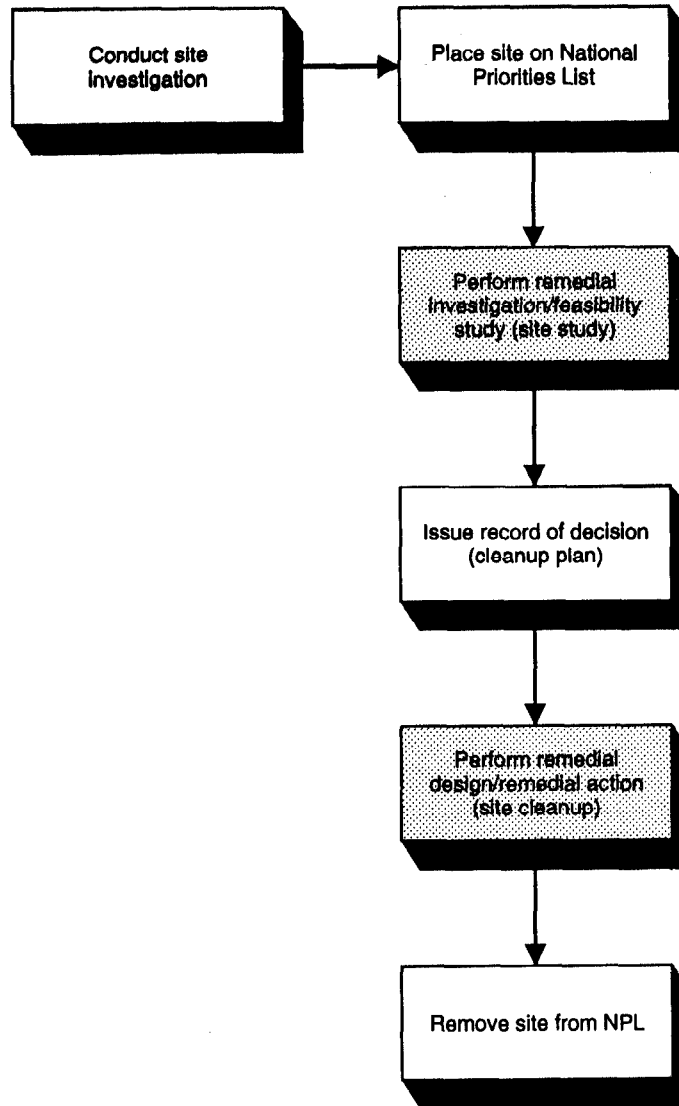 Conduct site
investigation
Place site on National
Priorities List
Perform remedial
investigation/feasibility
study (site study)
Issue record of decision
(cleanup plan)
Perform remedial
design/remedial action
(site cleanup)
Remove site from NPL